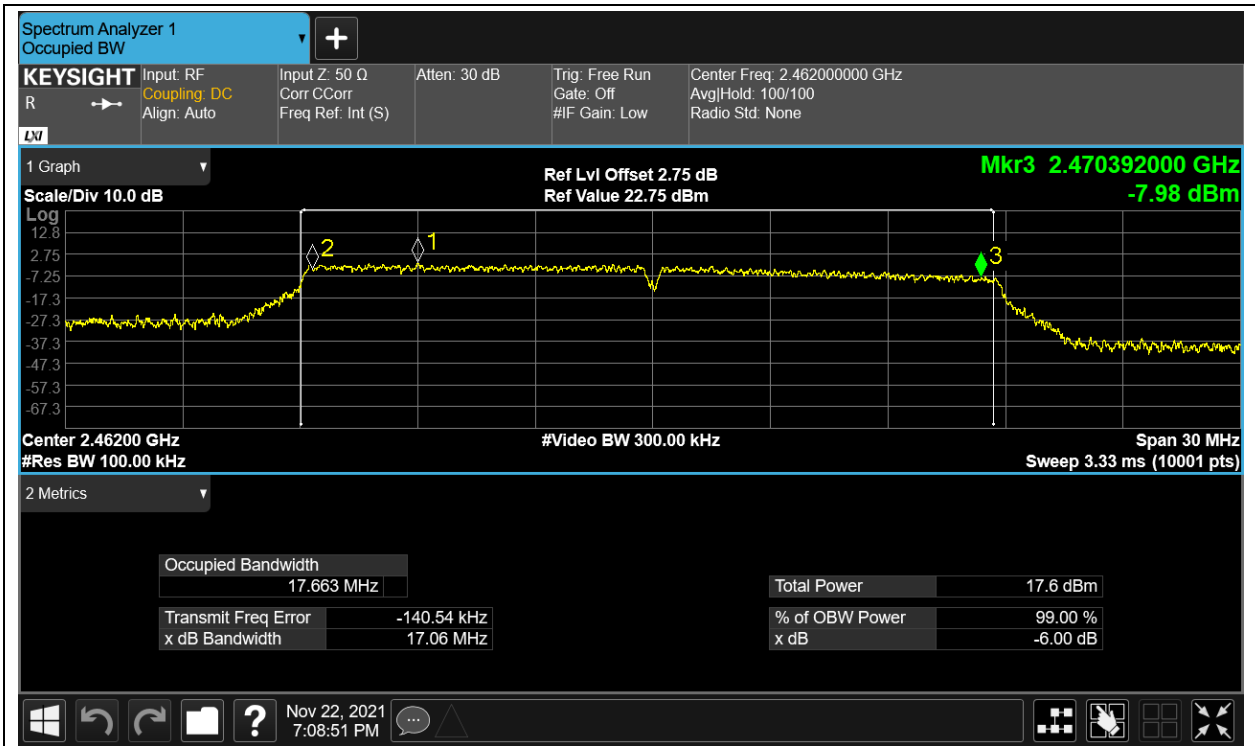 Spectrum Analyzer 1
Occupied BW
KEYSIGHT
R
LXI
Input: RF
Coupling: DC
Align: Auto
Input Z: 50 Ω
Corr CCorr
Freq Ref: Int (S)
Atten: 30 dB
Trig: Free Run
Gate: Off
#IF Gain: Low
Center Freq: 2.462000000 GHz
Avg|Hold: 100/100
Radio Std: None
1 Graph
Scale/Div 10.0 dB
Ref Lvl Offset 2.75 dB
Ref Value 22.75 dBm
Mkr3 2.470392000 GHz
-7.98 dBm
Log
12.8
2.75
-7.25
-17.3
-27.3
-37.3
-47.3
-57.3
-67.3
2
1
3
Center 2.46200 GHz
#Res BW 100.00 kHz
#Video BW 300.00 kHz
Span 30 MHz
Sweep 3.33 ms (10001 pts)
2 Metrics
Occupied Bandwidth
17.663 MHz
Transmit Freq Error -140.54 kHz
x dB Bandwidth 17.06 MHz
Total Power 17.6 dBm
% of OBW Power 99.00 %
x dB -6.00 dB
?
Nov 22, 2021
7:08:51 PM